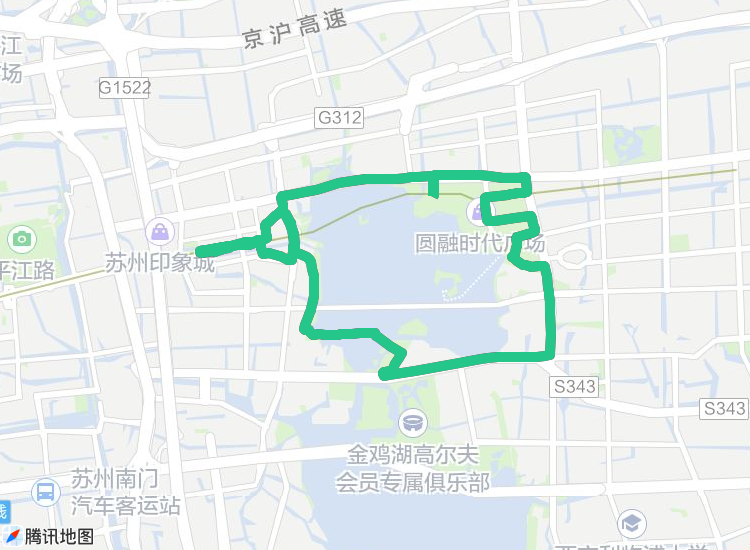 京沪高速
江
场
G1522
G312
圆融时代广场
苏州印象城
平江路
S343
S343
金鸡湖高尔夫
会员专属俱乐部
苏州南门
汽车客运站
线
腾讯地图